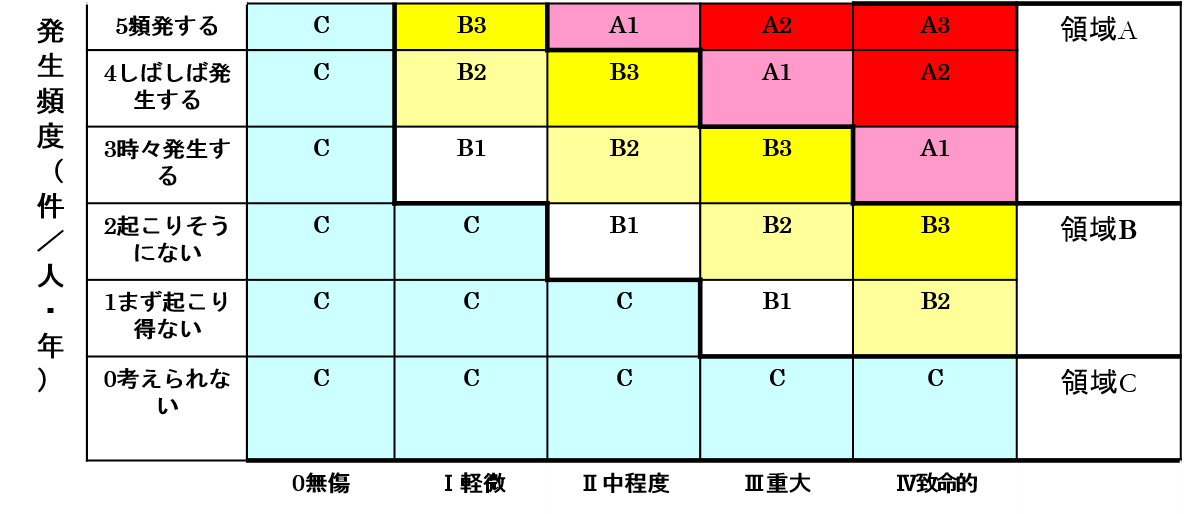 発生頻度（件／人・年）
5頻発する C B3 A1 A2 A3 領域A
4しばしば発
生する C B2 B3 A1 A2
3時々発生す
る C B1 B2 B3 A1
2起こりそう
にない C C B1 B2 B3 領域B
1まず起こり
得ない C C C B1 B2
0考えられな
い C C C C C 領域C
0無傷 Ⅰ軽微 Ⅱ中程度 Ⅲ重大 Ⅳ致命的